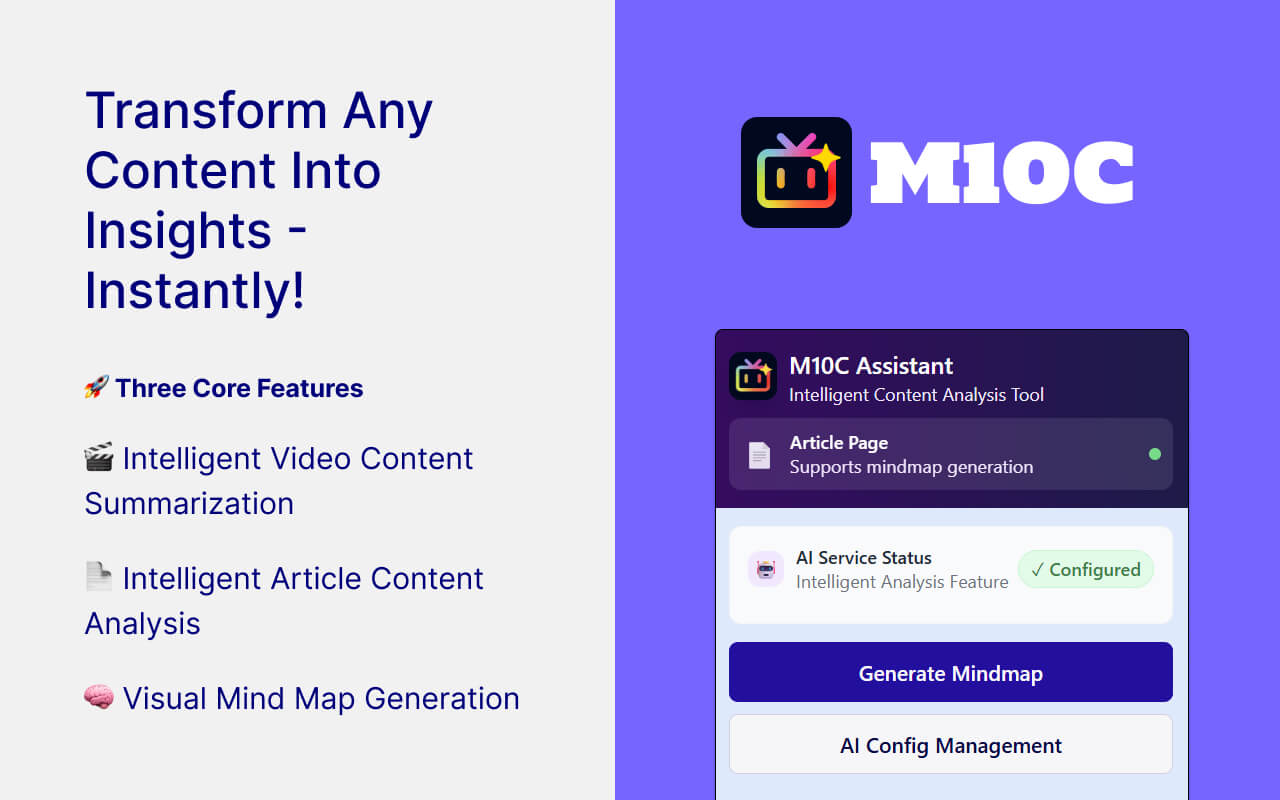 Transform Any
Content Into
Insights -
Instantly!
🚀 Three Core Features
🎬 Intelligent Video Content
Summarization
📄 Intelligent Article Content
Analysis
🧠 Visual Mind Map Generation
M10C
M10C Assistant
Intelligent Content Analysis Tool
Article Page
Supports mindmap generation
AI Service Status
Intelligent Analysis Feature
✓ Configured
Generate Mindmap
AI Config Management